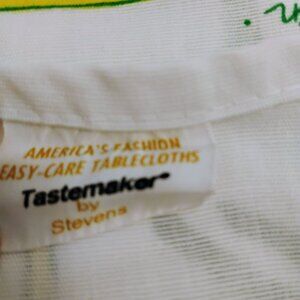 AMERICA'S FASHION
EASY-CARE TABLECLOTHS
Tastemaker®
by
Stevens